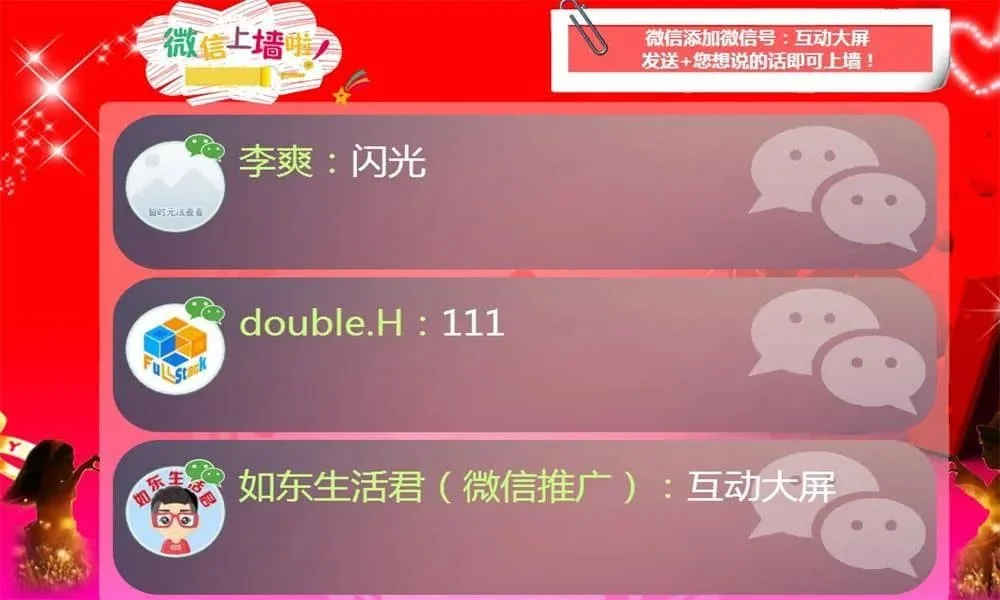 微信上墙啦!
微信添加微信号：互动大屏
发送+您想说的话即可上墙！
暂时无法查看
李爽：闪光
FullStack
double.H：111
如东生活君
如东生活君（微信推广）：互动大屏
Y